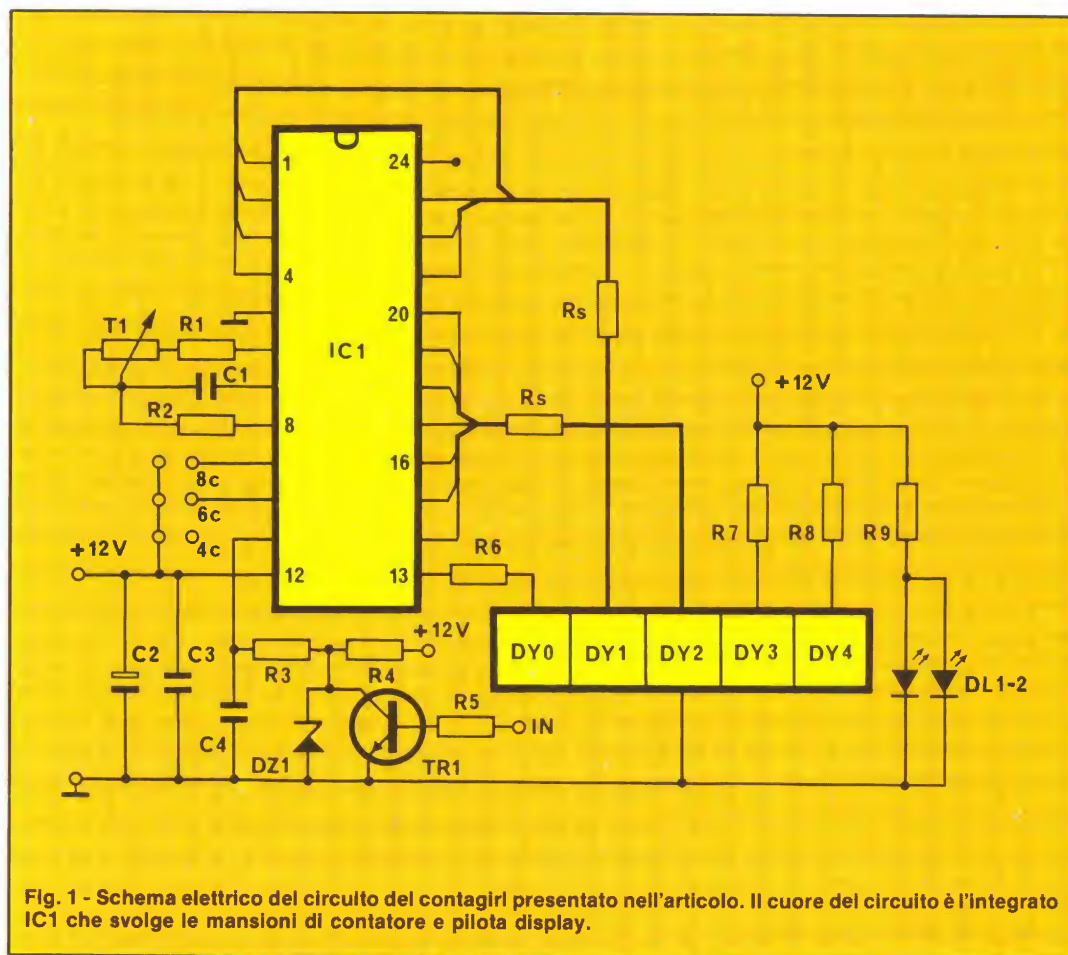 1
24
4
20
T1
R1
IC1
Rs
C1
+12V
R2
8
Rs
16
8c
6c
R7
R8
R9
4c
+12V
R6
12
13
+12V
DY0
DY1
DY2
DY3
DY4
C2
C3
R3
R4
R5
DL1-2
IN
C4
DZ1
TR1
Fig. 1 - Schema elettrico del circuito del contagiri presentato nell'articolo. Il cuore del circuito è l'integrato
IC1 che svolge le mansioni di contatore e pilota display.